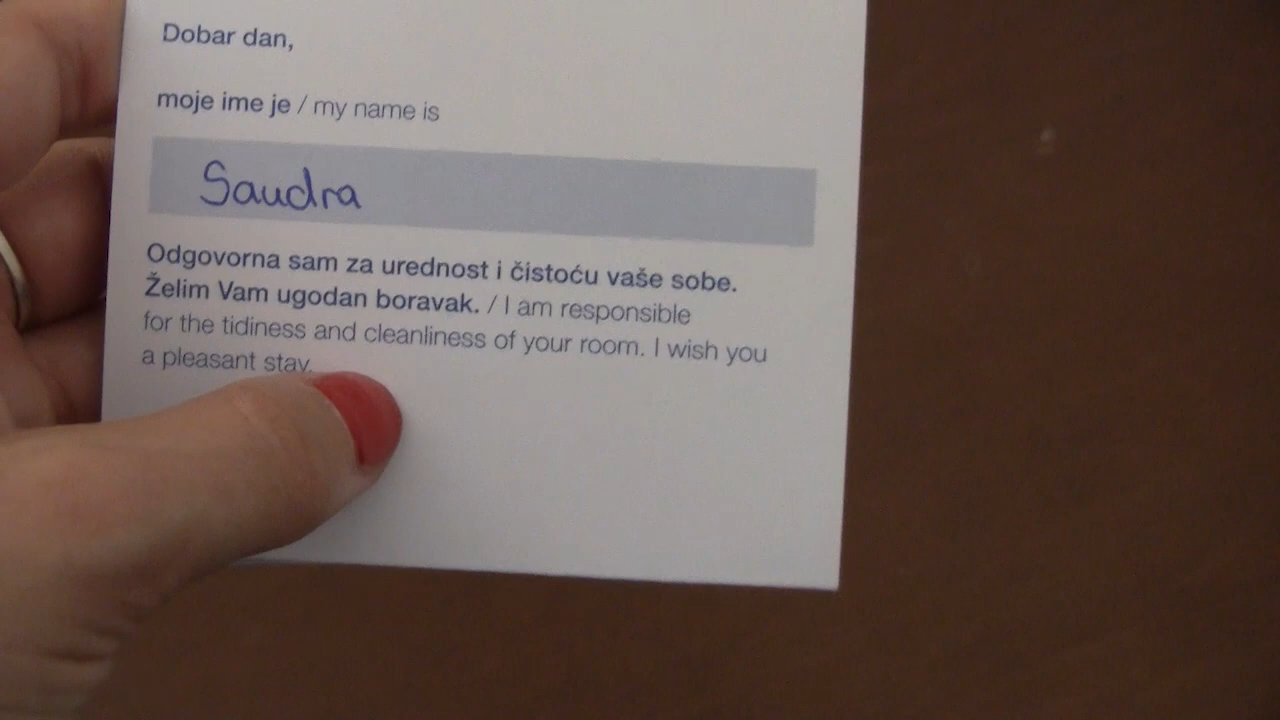 Dobar dan,
moje ime je / my name is
Sandra
Odgovorna sam za urednost i čistoću vaše sobe.
Želim Vam ugodan boravak. / I am responsible
for the tidiness and cleanliness of your room. I wish you
a pleasant stay.